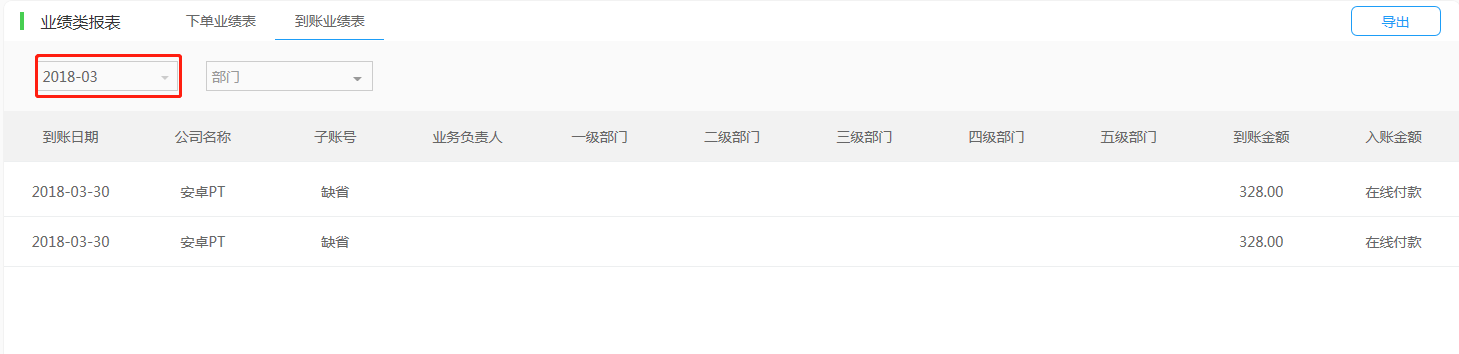 业绩类报表 下单业绩表 到账业绩表 导出
2018-03 部门
到账日期 公司名称 子账号 业务负责人 一级部门 二级部门 三级部门 四级部门 五级部门 到账金额 入账金额
2018-03-30 安卓PT 缺省 328.00 在线付款
2018-03-30 安卓PT 缺省 328.00 在线付款